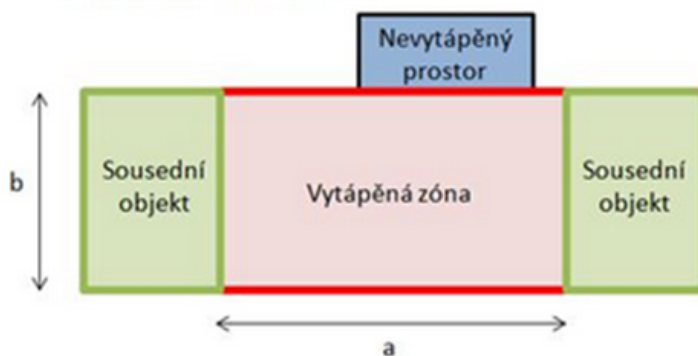 Nevytápěný
prostor
Sousední
objekt
b
Vytápěná zóna
Sousední
objekt
a